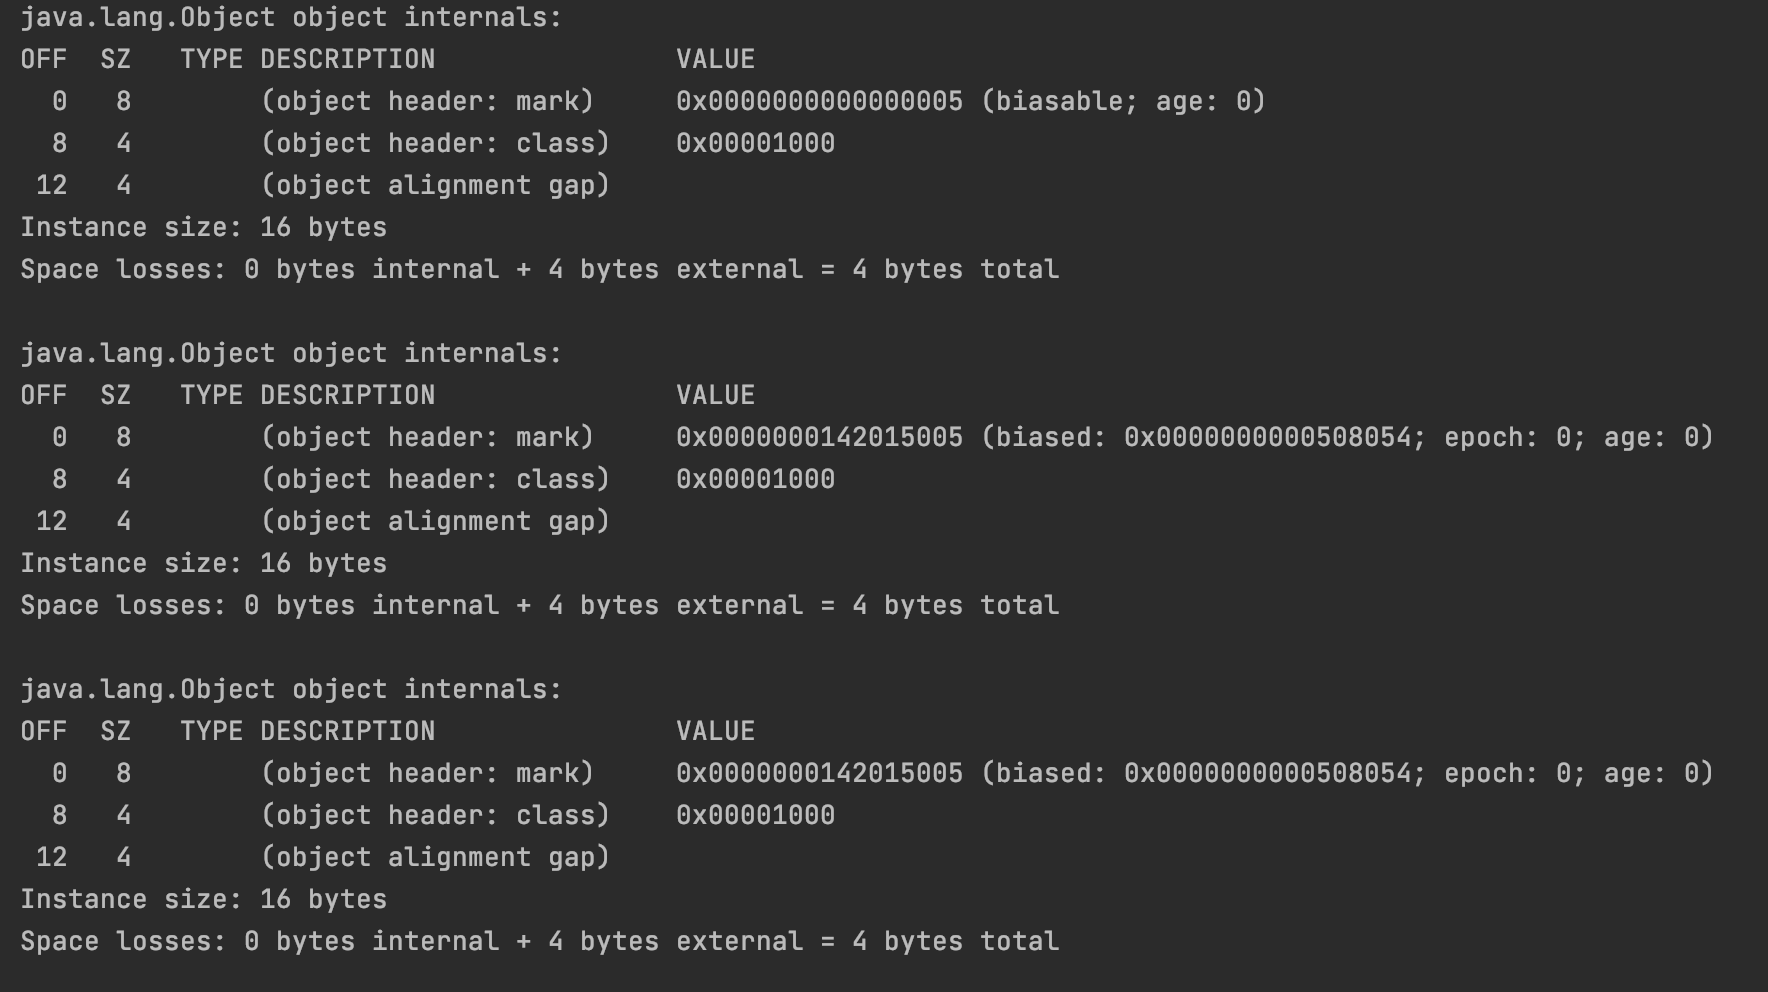 java.lang.Object object internals:
OFF  SZ   TYPE DESCRIPTION               VALUE
  0   8        (object header: mark)     0x0000000000000005 (biasable; age: 0)
  8   4        (object header: class)    0x00001000
 12   4        (object alignment gap)
Instance size: 16 bytes
Space losses: 0 bytes internal + 4 bytes external = 4 bytes total

java.lang.Object object internals:
OFF  SZ   TYPE DESCRIPTION               VALUE
  0   8        (object header: mark)     0x0000000142015005 (biased: 0x0000000000508054; epoch: 0; age: 0)
  8   4        (object header: class)    0x00001000
 12   4        (object alignment gap)
Instance size: 16 bytes
Space losses: 0 bytes internal + 4 bytes external = 4 bytes total

java.lang.Object object internals:
OFF  SZ   TYPE DESCRIPTION               VALUE
  0   8        (object header: mark)     0x0000000142015005 (biased: 0x0000000000508054; epoch: 0; age: 0)
  8   4        (object header: class)    0x00001000
 12   4        (object alignment gap)
Instance size: 16 bytes
Space losses: 0 bytes internal + 4 bytes external = 4 bytes total